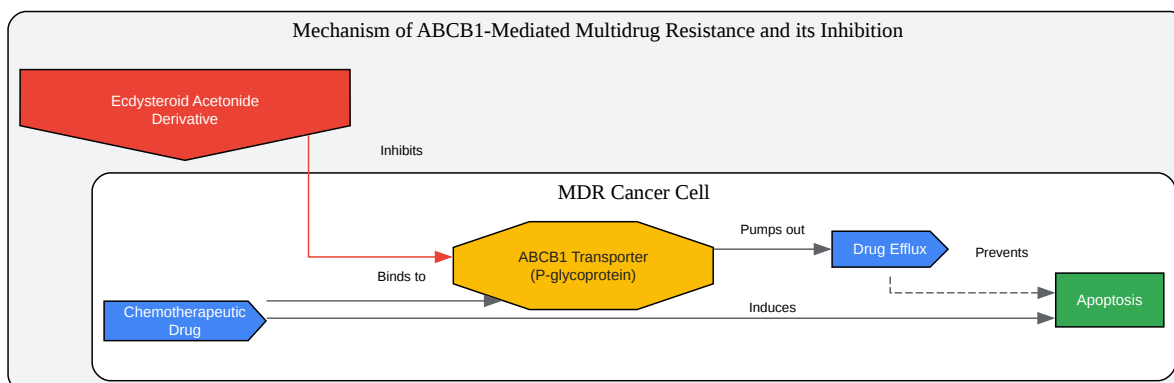 Mechanism of ABCB1-Mediated Multidrug Resistance and its Inhibition
Ecdysteroid Acetonide
Derivative
Inhibits
MDR Cancer Cell
ABCB1 Transporter
(P-glycoprotein)
Pumps out
Drug Efflux
Prevents
Binds to
Chemotherapeutic
Drug
Induces
Apoptosis